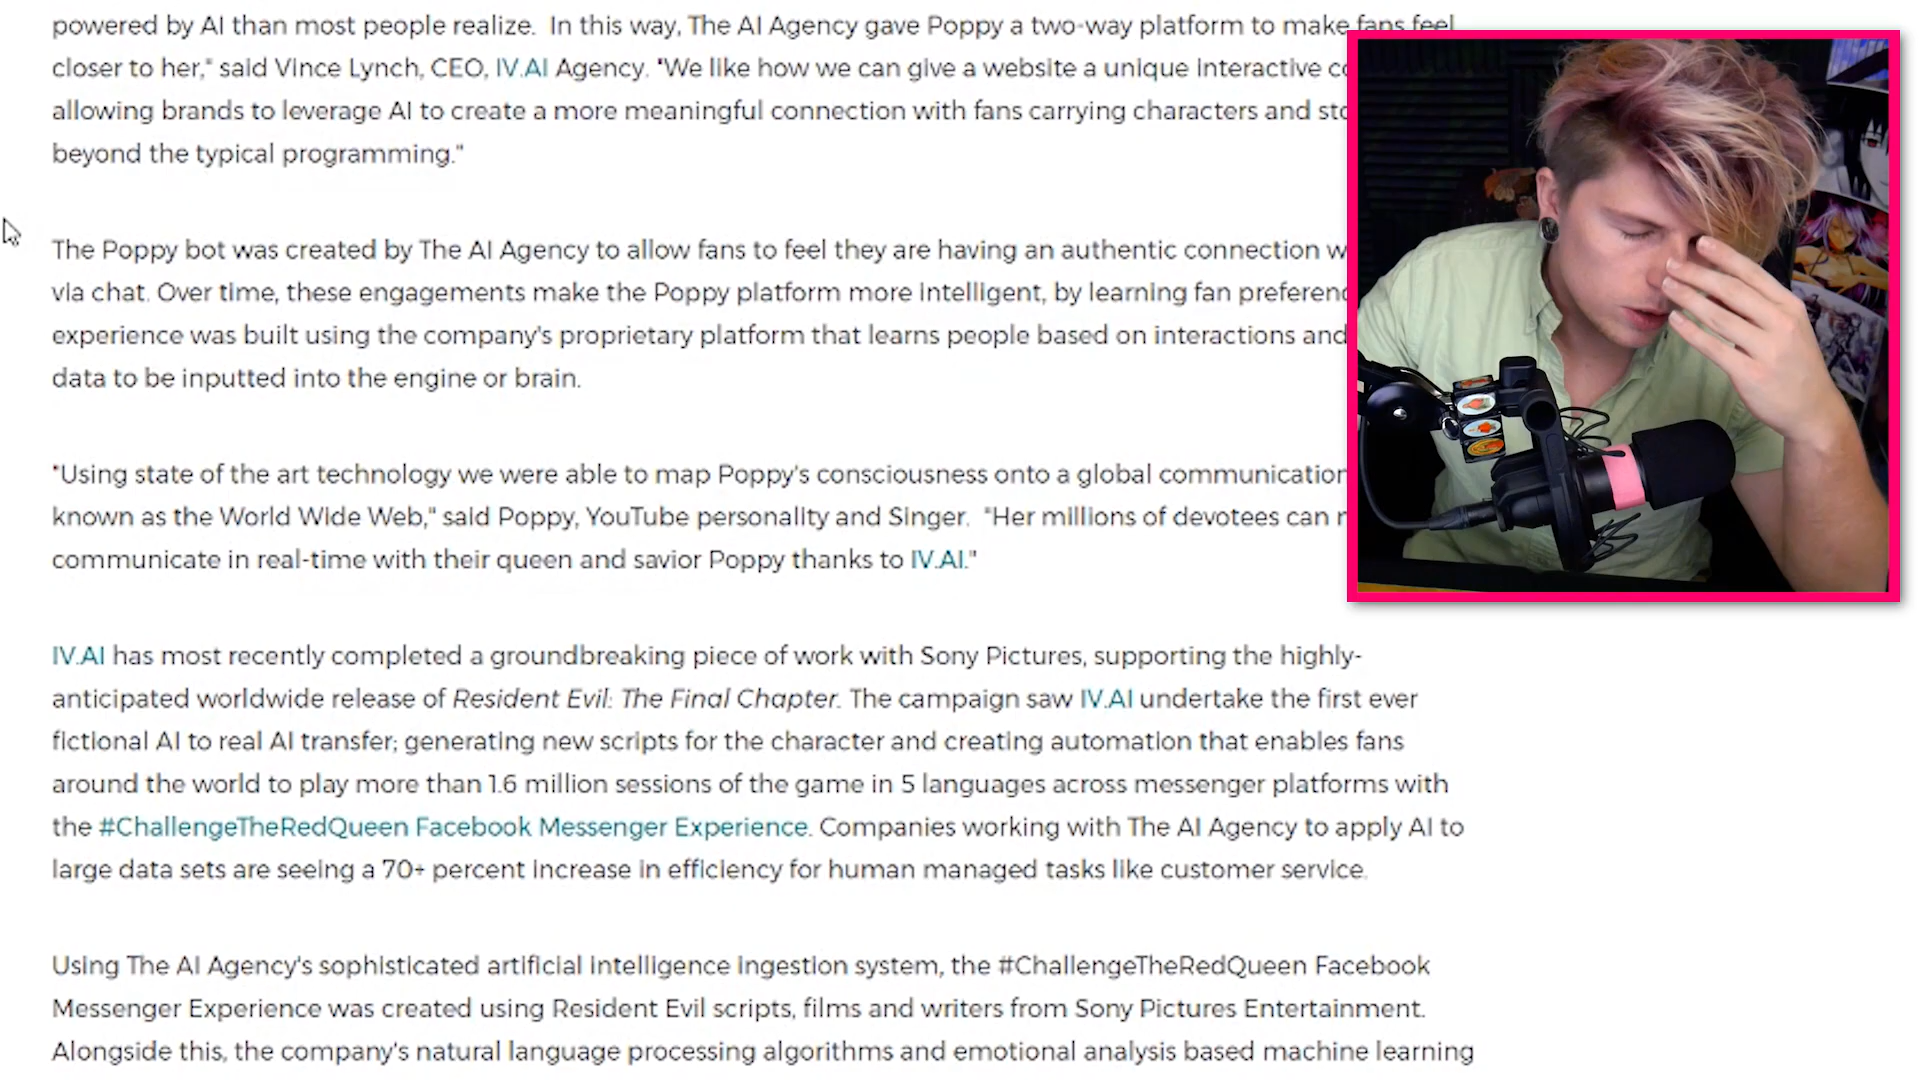 powered by AI than most people realize.  In this way, The AI Agency gave Poppy a two-way platform to make fans feel
closer to her," said Vince Lynch, CEO, IV.AI Agency. "We like how we can give a website a unique interactive
allowing brands to leverage AI to create a more meaningful connection with fans carrying characters and
beyond the typical programming."
The Poppy bot was created by The AI Agency to allow fans to feel they are having an authentic connection
via chat. Over time, these engagements make the Poppy platform more intelligent, by learning fan
experience was built using the company's proprietary platform that learns people based on interactions and
data to be inputted into the engine or brain.
"Using state of the art technology we were able to map Poppy's consciousness onto a global communication
known as the World Wide Web," said Poppy, YouTube personality and Singer.  "Her millions of devotees can
communicate in real-time with their queen and savior Poppy thanks to IV.AI."
IV.AI has most recently completed a groundbreaking piece of work with Sony Pictures, supporting the highly-
anticipated worldwide release of Resident Evil: The Final Chapter. The campaign saw IV.AI undertake the first ever
fictional AI to real AI transfer; generating new scripts for the character and creating automation that enables fans
around the world to play more than 1.6 million sessions of the game in 5 languages across messenger platforms with
the #ChallengeTheRedQueen Facebook Messenger Experience. Companies working with The AI Agency to apply AI to
large data sets are seeing a 70+ percent increase in efficiency for human managed tasks like customer service.
Using The AI Agency's sophisticated artificial intelligence ingestion system, the #ChallengeTheRedQueen Facebook
Messenger Experience was created using Resident Evil scripts, films and writers from Sony Pictures Entertainment.
Alongside this, the company's natural language processing algorithms and emotional analysis based machine learning